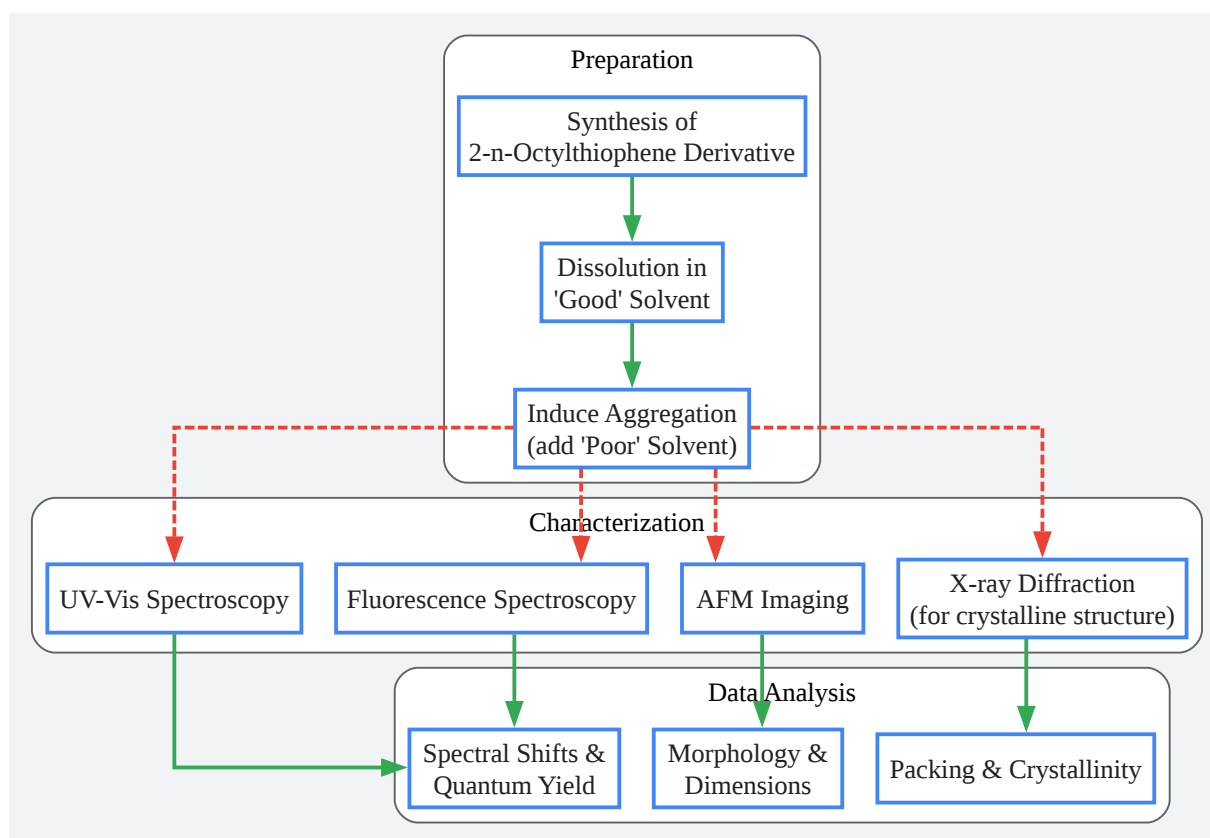 Preparation
Synthesis of
2-n-Octylthiophene Derivative
Dissolution in
'Good' Solvent
Induce Aggregation
(add 'Poor' Solvent)
Characterization
UV-Vis Spectroscopy
Fluorescence Spectroscopy
AFM Imaging
X-ray Diffraction
(for crystalline structure)
Data Analysis
Spectral Shifts &
Quantum Yield
Morphology &
Dimensions
Packing & Crystallinity